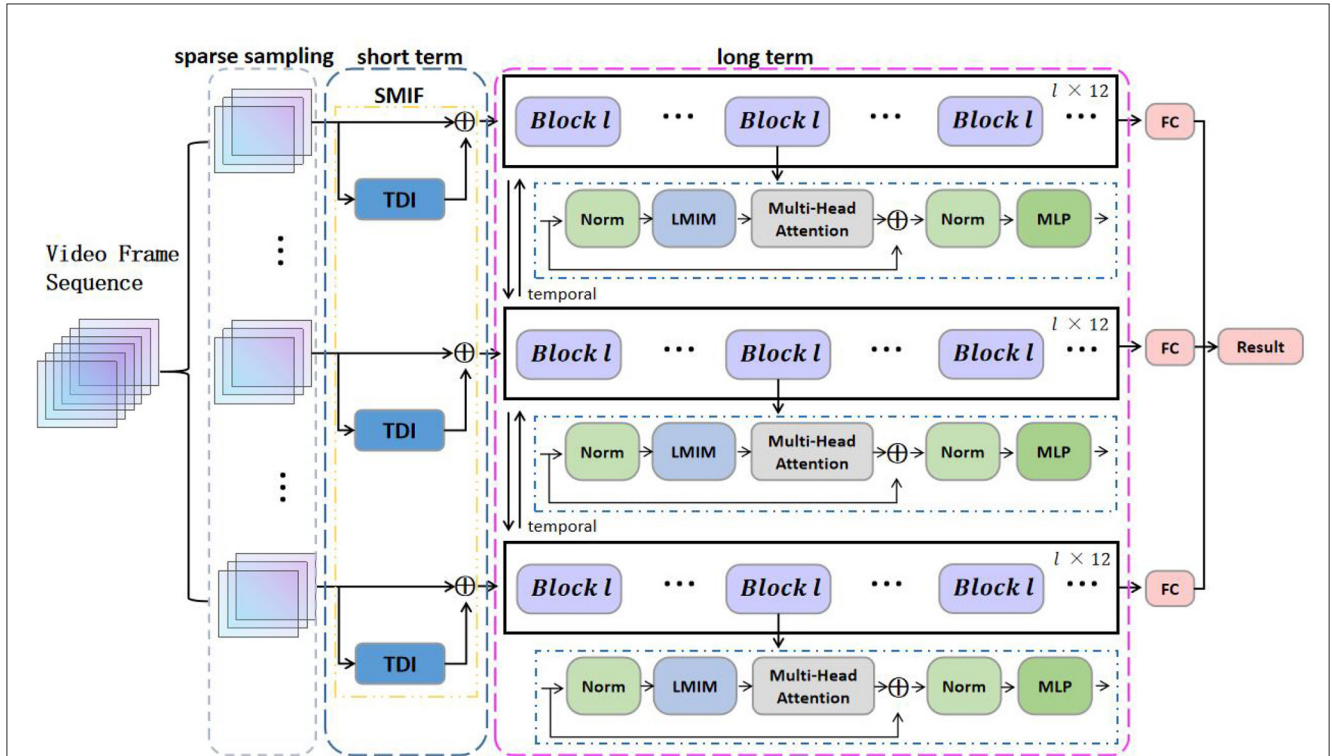 sparse sampling
short term
long term
SMIF
TDI
Block l
•••
Block l
•••
Block l
•••
l × 12
FC
Norm
LMIM
Multi-Head
Attention
Norm
MLP
temporal
Video Frame
Sequence
TDI
Block l
•••
Block l
•••
Block l
•••
l × 12
FC
Result
Norm
LMIM
Multi-Head
Attention
Norm
MLP
temporal
TDI
Block l
•••
Block l
•••
Block l
•••
l × 12
FC
Norm
LMIM
Multi-Head
Attention
Norm
MLP